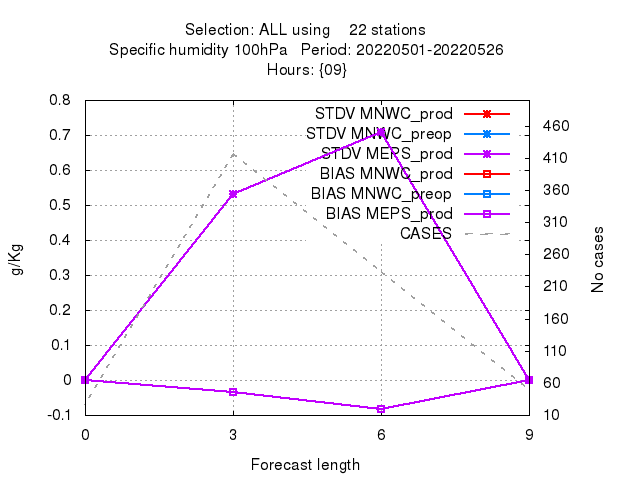 Selection: ALL using 22 stations
Specific humidity 100hPa Period: 20220501-20220526
Hours: {09}
0.8
0.7
0.6
0.5
0.4
0.3
0.2
0.1
0
-0.1
g/Kg
STDV MNWC_prod
STDV MNWC_preop
STDV MEPS_prod
BIAS MNWC_prod
BIAS MNWC_preop
BIAS MEPS_prod
CASES
460
410
360
310
260
210
160
110
60
10
No cases
0 3 6 9
Forecast length